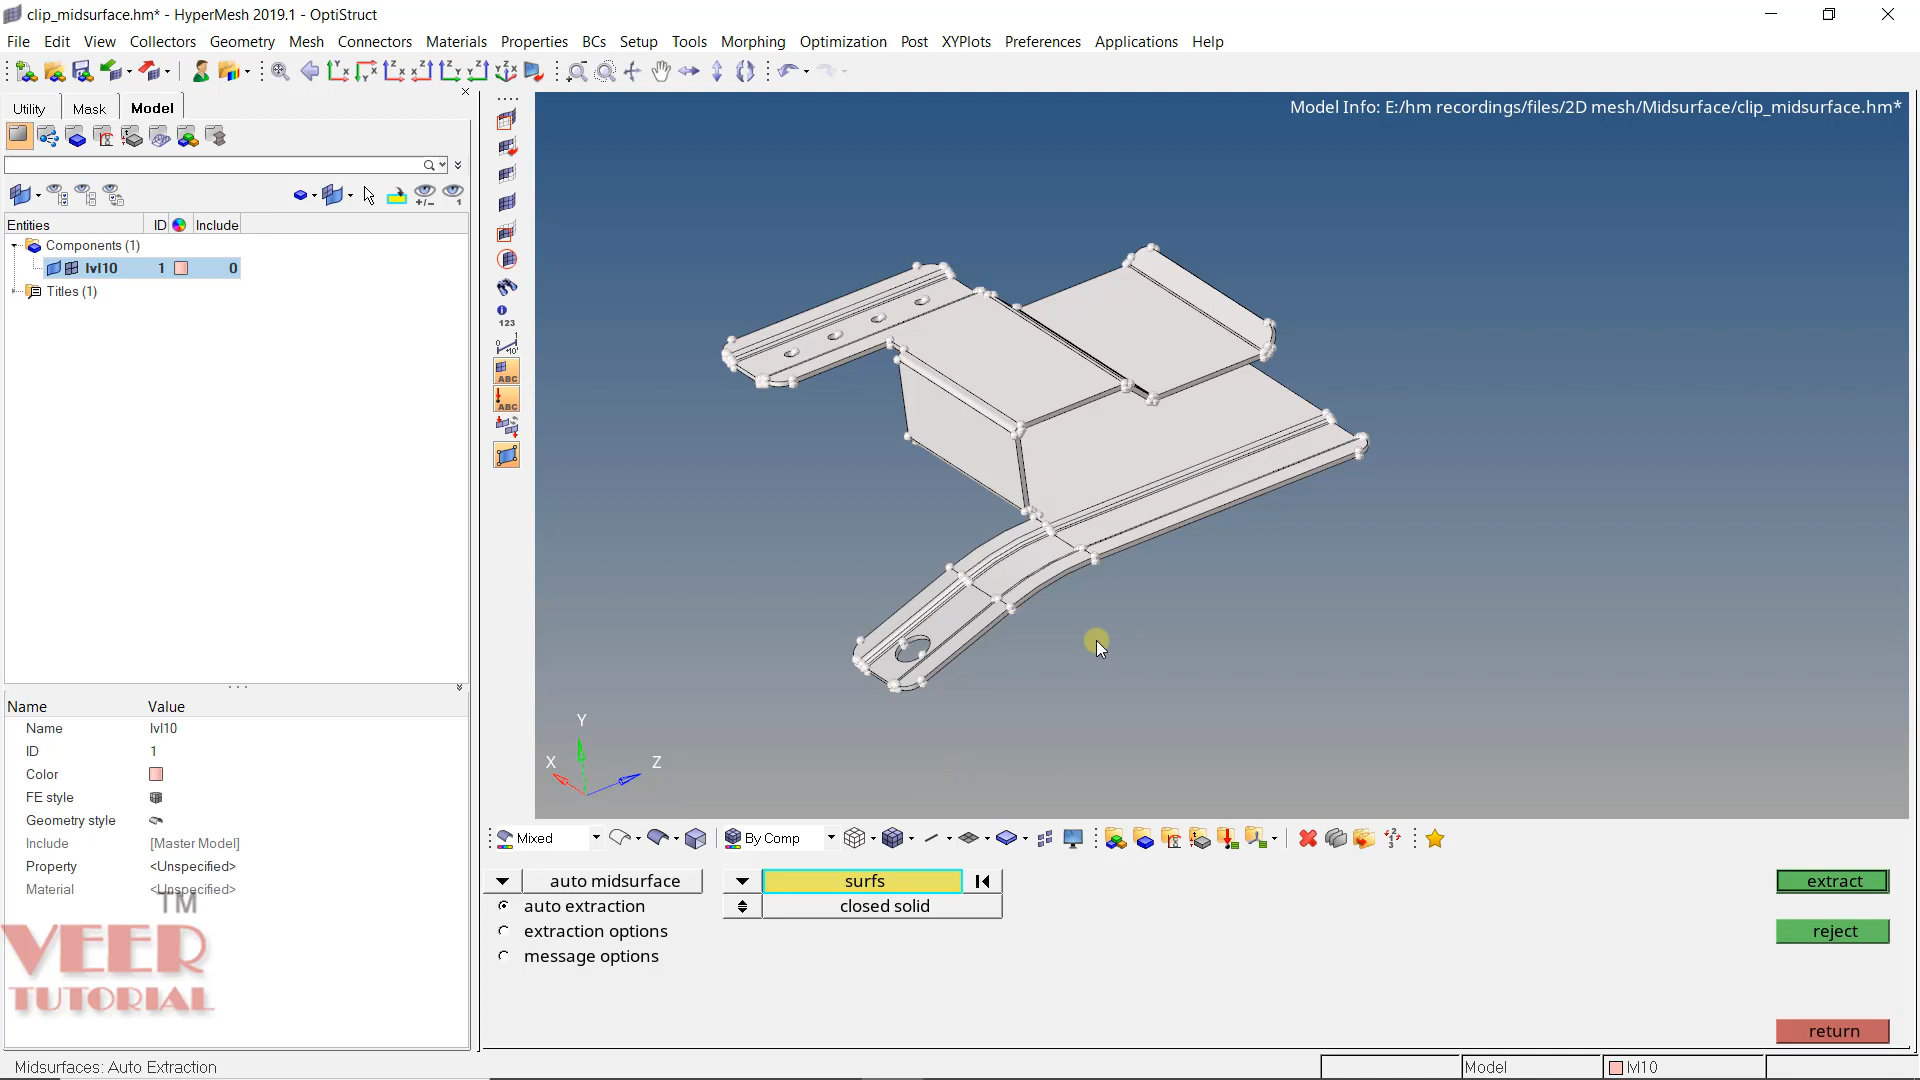 clip_midsurface.hm* - HyperMesh 2019.1 - OptiStruct
File Edit View Collectors Geometry Mesh Connectors Materials Properties BCs Setup Tools Morphing Optimization Post XYPlots Preferences Applications Help
Utility Mask Model
Model Info: E:/hm recordings/files/2D mesh/Midsurface/clip_midsurface.hm*
Entities ID Include
Components (1)
lvl10 1 0
Titles (1)
123
ABC
ABC
Name Value
Name lvl10
ID 1
Color
FE style
Geometry style
Include [Master Model]
Property <Unspecified>
Material <Unspecified>
TM
VEER
TUTORIAL
Y
X Z
Mixed By Comp
auto midsurface surfs extract
auto extraction closed solid
extraction options reject
message options
return
Midsurfaces: Auto Extraction Model lvl10